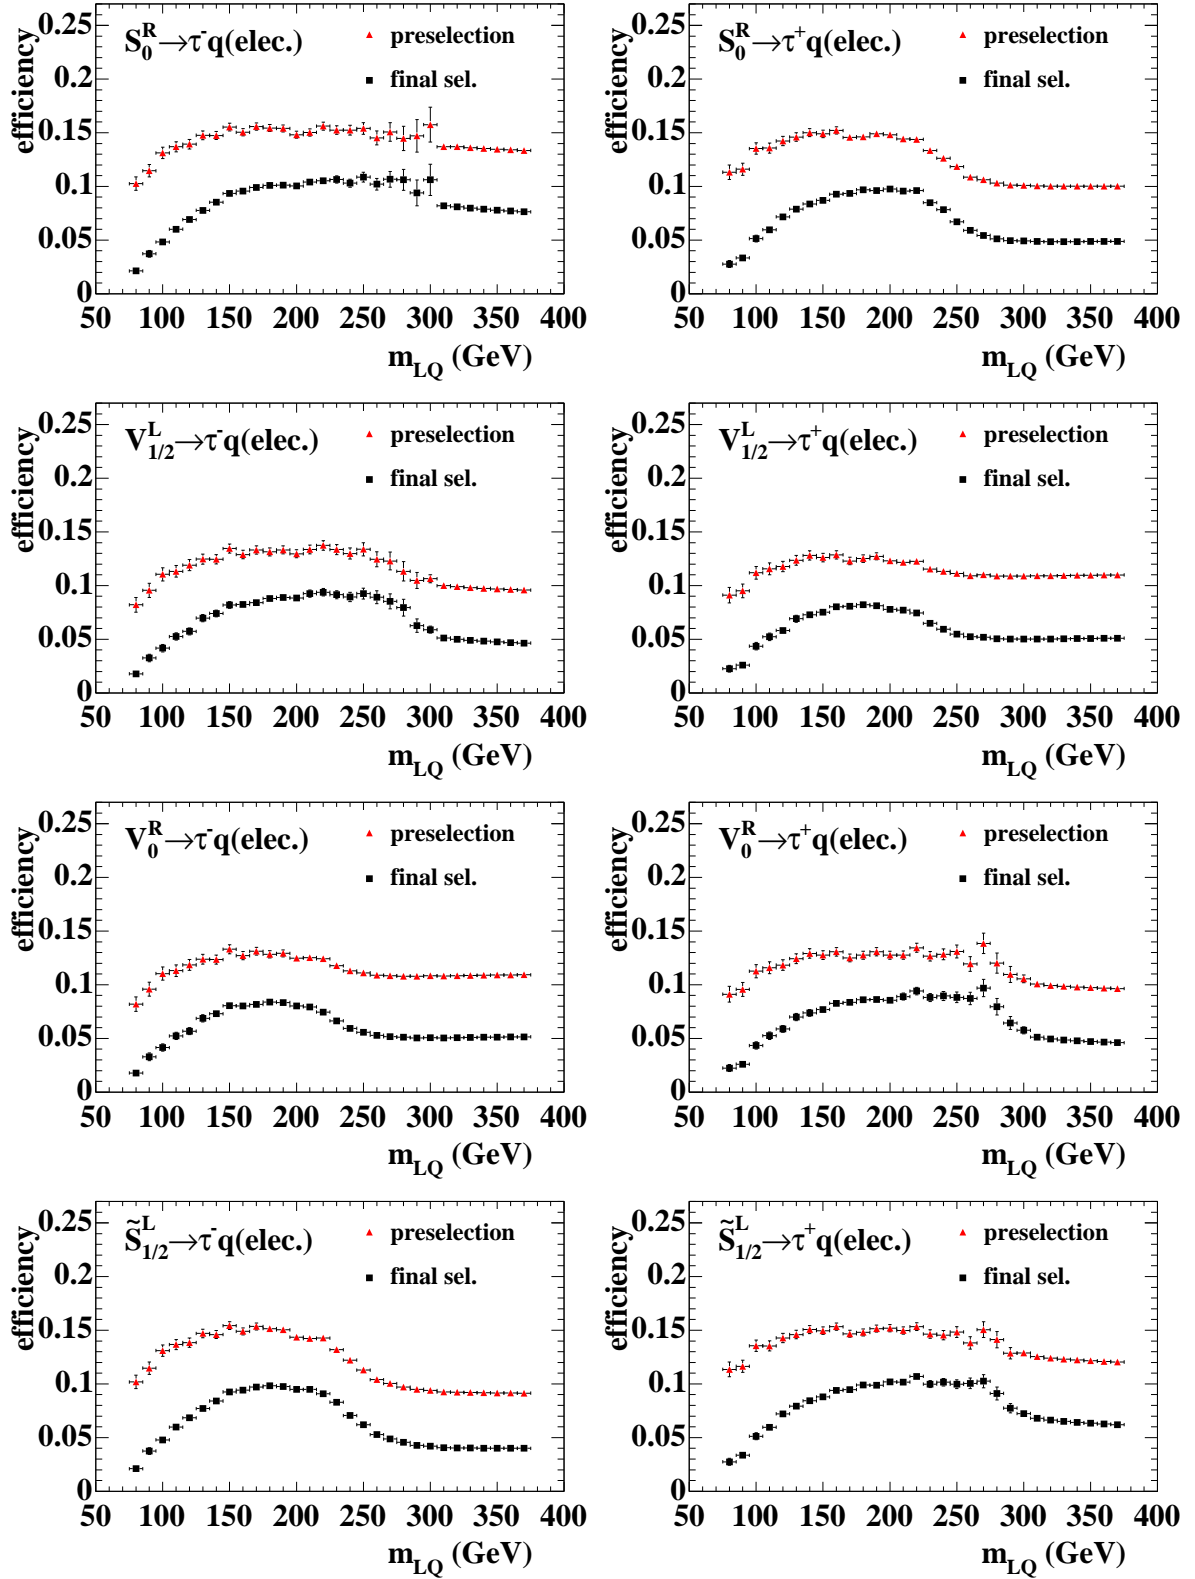 efficiency
0.25
0.2
0.15
0.1
0.05
0
S₀ᴿ→τ⁻q(elec.)
preselection
final sel.
50 100 150 200 250 300 350 400
m_LQ (GeV)
efficiency
0.25
0.2
0.15
0.1
0.05
0
S₀ᴿ→τ⁺q(elec.)
preselection
final sel.
50 100 150 200 250 300 350 400
m_LQ (GeV)
efficiency
0.25
0.2
0.15
0.1
0.05
0
V_{1/2}^L→τ⁻q(elec.)
preselection
final sel.
50 100 150 200 250 300 350 400
m_LQ (GeV)
efficiency
0.25
0.2
0.15
0.1
0.05
0
V_{1/2}^L→τ⁺q(elec.)
preselection
final sel.
50 100 150 200 250 300 350 400
m_LQ (GeV)
efficiency
0.25
0.2
0.15
0.1
0.05
0
V₀ᴿ→τ⁻q(elec.)
preselection
final sel.
50 100 150 200 250 300 350 400
m_LQ (GeV)
efficiency
0.25
0.2
0.15
0.1
0.05
0
V₀ᴿ→τ⁺q(elec.)
preselection
final sel.
50 100 150 200 250 300 350 400
m_LQ (GeV)
efficiency
0.25
0.2
0.15
0.1
0.05
0
S̃_{1/2}^L→τ⁻q(elec.)
preselection
final sel.
50 100 150 200 250 300 350 400
m_LQ (GeV)
efficiency
0.25
0.2
0.15
0.1
0.05
0
S̃_{1/2}^L→τ⁺q(elec.)
preselection
final sel.
50 100 150 200 250 300 350 400
m_LQ (GeV)